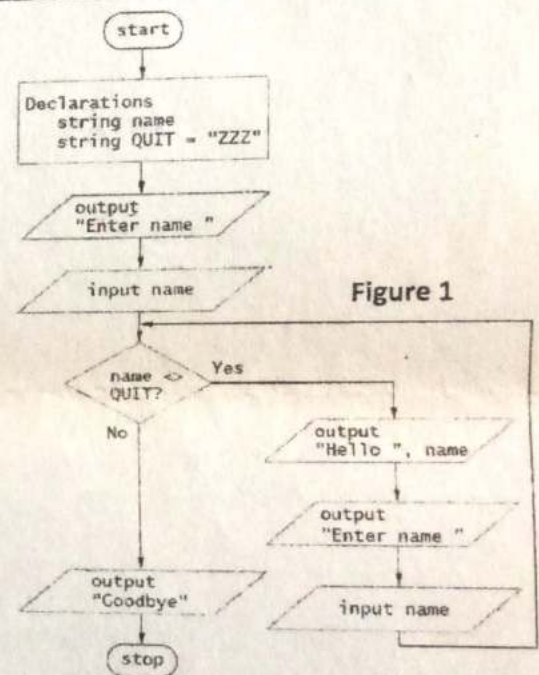 start
Declarations
string name
string QUIT = "ZZZ"
output
"Enter name "
input name
Figure 1
name <>
QUIT?
Yes
No
output
"Hello ", name
output
"Enter name "
input name
output
"Goodbye"
stop